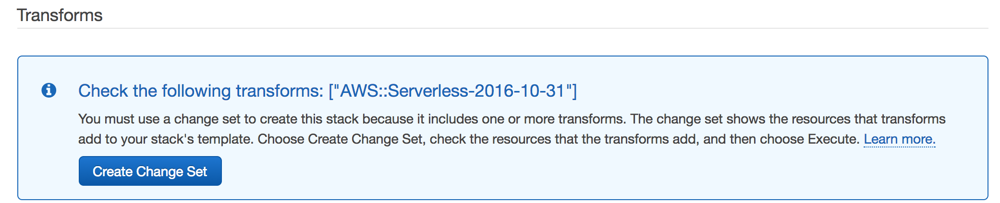 Transforms
Check the following transforms: ["AWS::Serverless-2016-10-31"]
You must use a change set to create this stack because it includes one or more transforms. The change set shows the resources that transforms
add to your stack's template. Choose Create Change Set, check the resources that the transforms add, and then choose Execute. Learn more.
Create Change Set